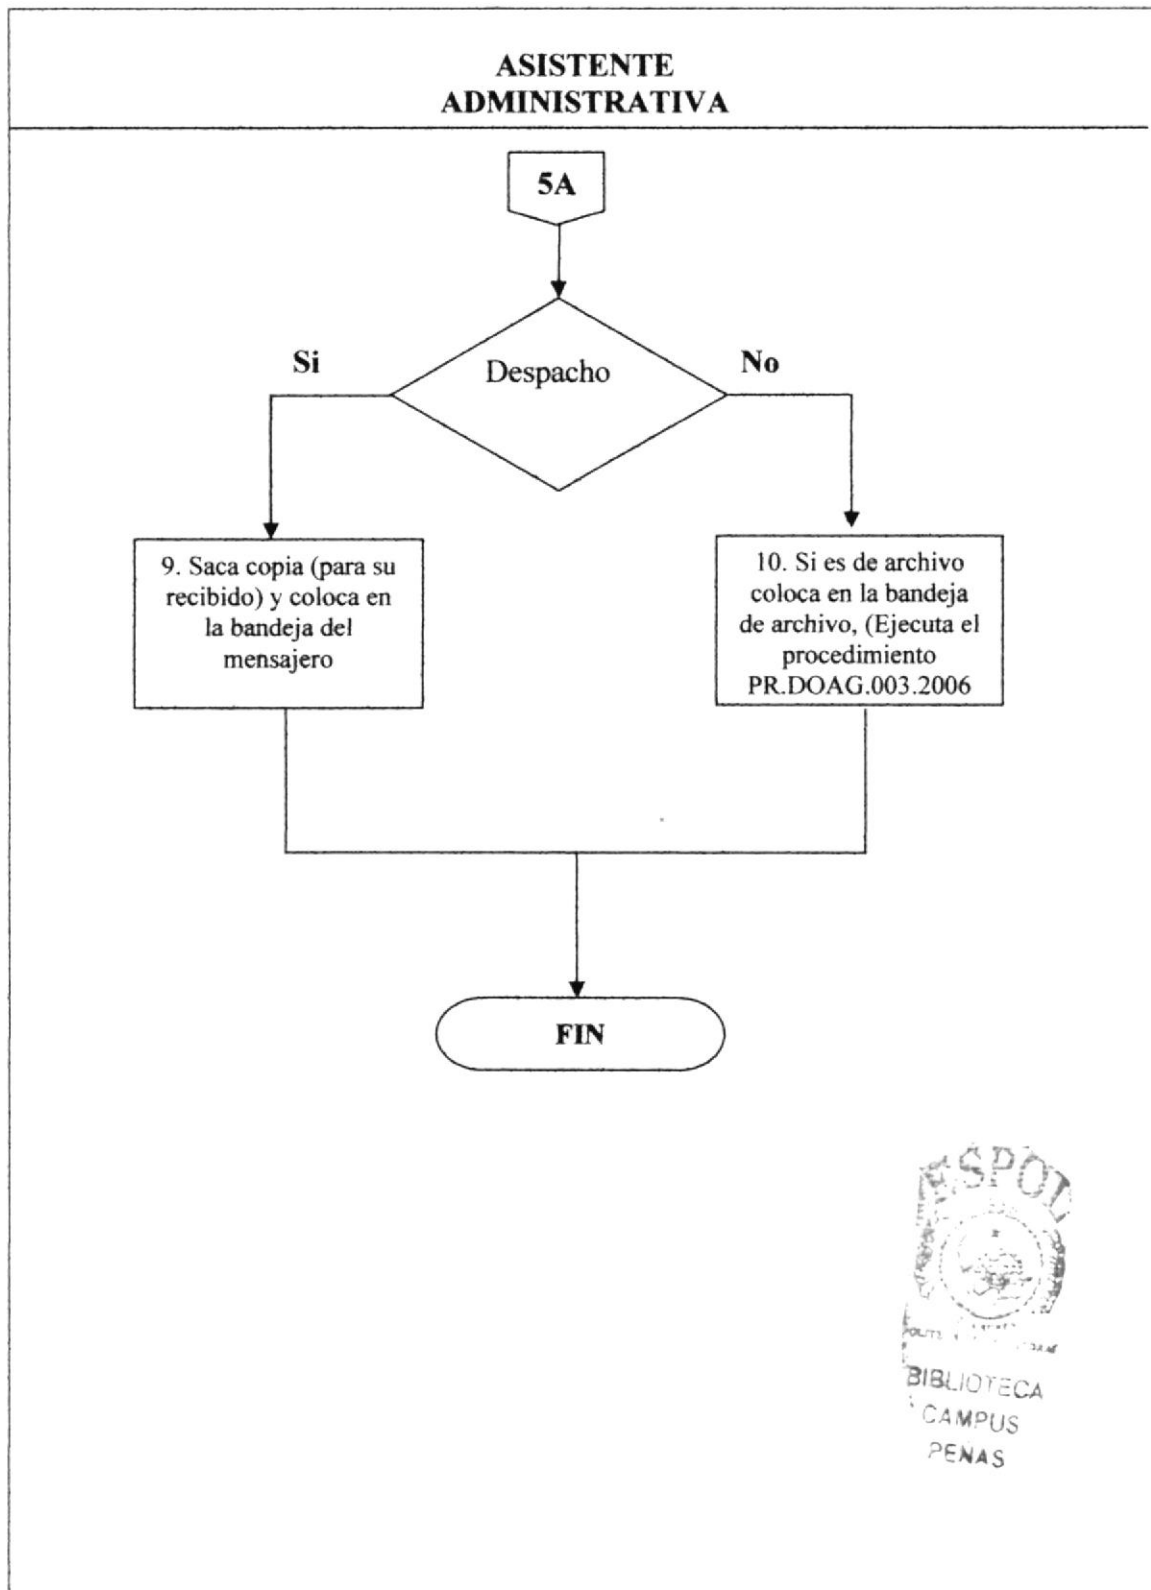 ASISTENTE
ADMINISTRATIVA
5A
Despacho
Si
No
9. Saca copia (para su
recibido) y coloca en
la bandeja del
mensajero
10. Si es de archivo
coloca en la bandeja
de archivo, (Ejecuta el
procedimiento
PR.DOAG.003.2006
FIN
BIBLIOTECA
CAMPUS
PEÑAS